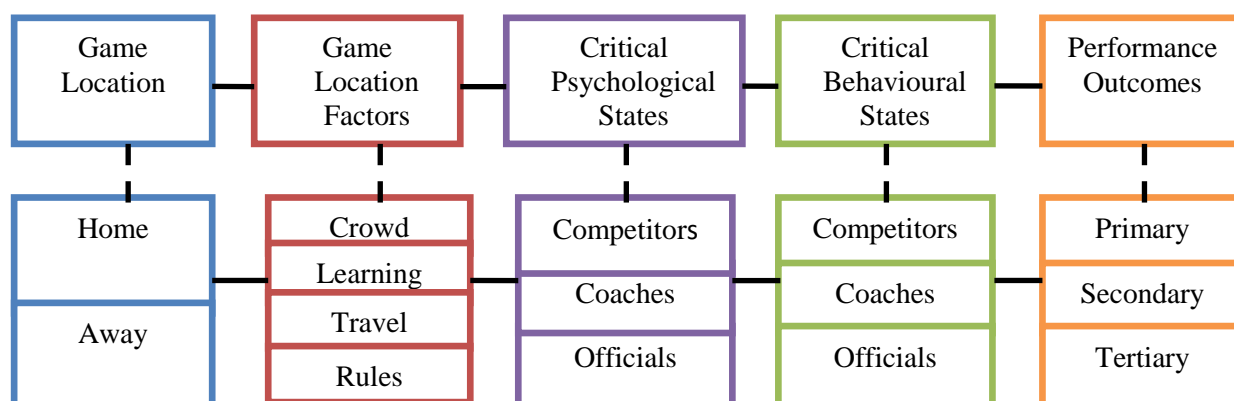 Game
Location
Game
Location
Factors
Critical
Psychological
States
Critical
Behavioural
States
Performance
Outcomes
Home
Away
Crowd
Learning
Travel
Rules
Competitors
Coaches
Officials
Competitors
Coaches
Officials
Primary
Secondary
Tertiary